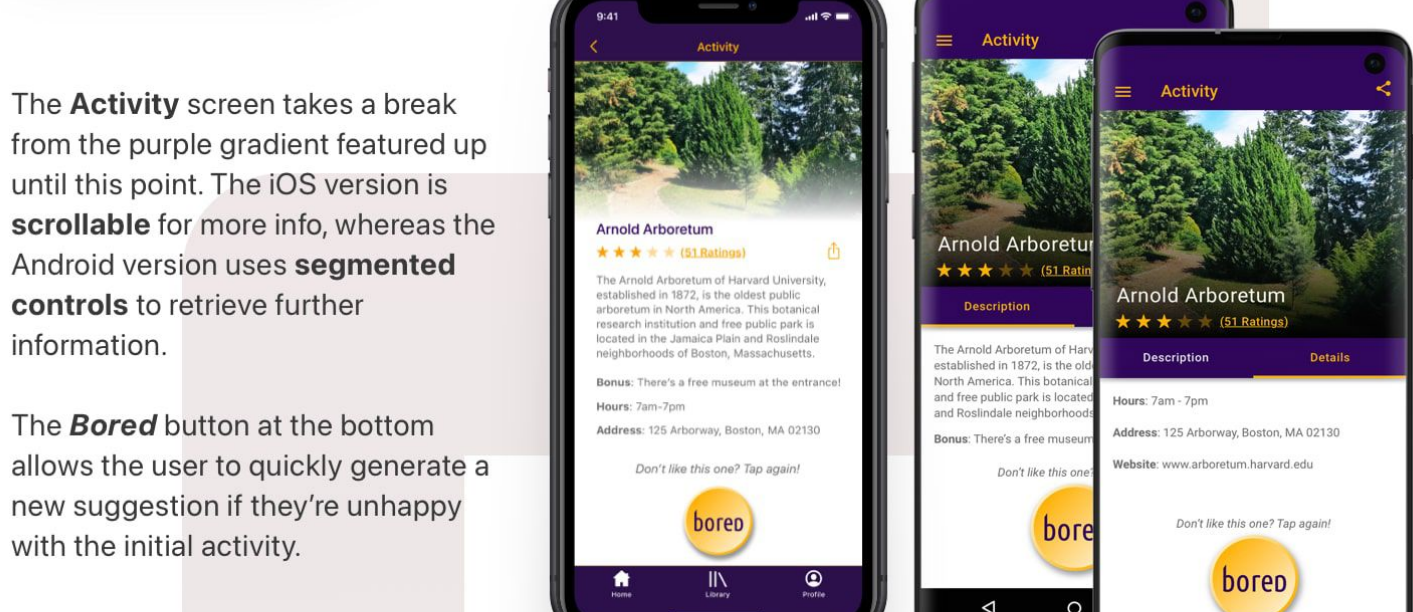 The Activity screen takes a break
from the purple gradient featured up
until this point. The iOS version is
scrollable for more info, whereas the
Android version uses segmented
controls to retrieve further
information.
The Bored button at the bottom
allows the user to quickly generate a
new suggestion if they’re unhappy
with the initial activity.
9:41
Activity
Arnold Arboretum
(51 Ratings)
The Arnold Arboretum of Harvard University,
established in 1872, is the oldest public
arboretum in North America. This botanical
research institution and free public park is
located in the Jamaica Plain and Roslindale
neighborhoods of Boston, Massachusetts.
Bonus: There's a free museum at the entrance!
Hours: 7am-7pm
Address: 125 Arborway, Boston, MA 02130
Don't like this one? Tap again!
bored
Home
Library
Profile
Activity
Arnold
(51
Description
The Arnold Arboretum of
established in 1872, is the
North America. This botanical
and free public park is located
and Roslindale neighborhoods
Bonus: There's a free museum
Don't like this one?
Activity
Arnold Arboretum
(51 Ratings)
Description
Details
Hours: 7am - 7pm
Address: 125 Arborway, Boston, MA 02130
Website: www.arboretum.harvard.edu
Don't like this one? Tap again!
bored